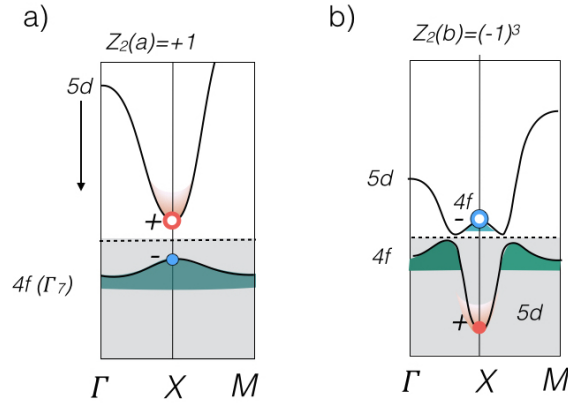 a)
Z₂(a)=+1
5d
+
-
4f (Γ₇)
Γ X M
b)
Z₂(b)=(-1)³
5d
4f
-
4f
+
5d
Γ X M